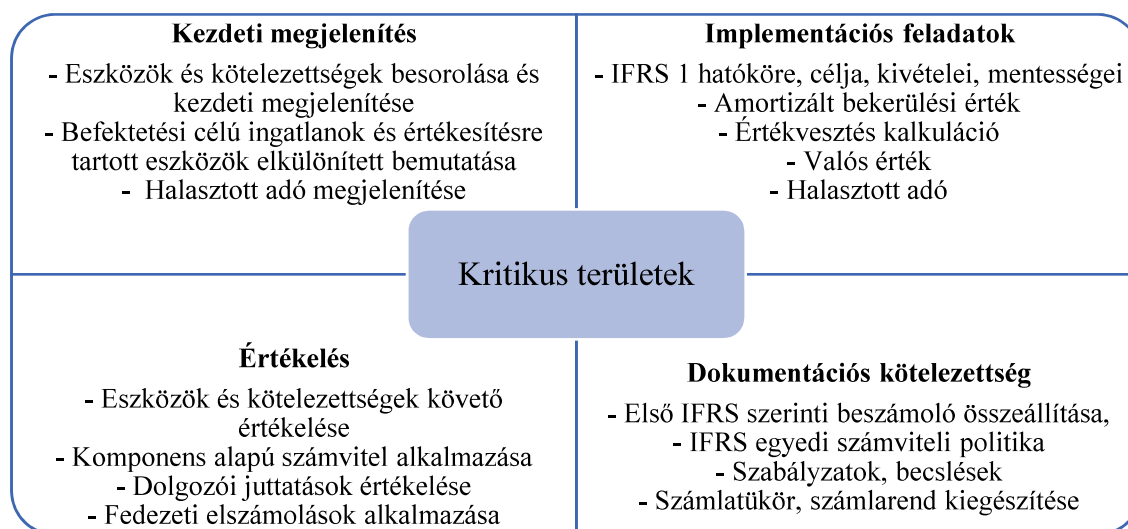 Kezdeti megjelenítés
- Eszközök és kötelezettségek besorolása és
kezdeti megjelenítése
- Befektetési célú ingatlanok és értékesítésre
tartott eszközök elkülönített bemutatása
- Halasztott adó megjelenítése
Implementációs feladatok
- IFRS 1 hatóköre, célja, kivételei, mentességei
- Amortizált bekerülési érték
- Értékvesztés kalkuláció
- Valós érték
- Halasztott adó
Kritikus területek
Értékelés
- Eszközök és kötelezettségek követő
értékelése
- Komponens alapú számvitel alkalmazása
- Dolgozói juttatások értékelése
- Fedezeti elszámolások alkalmazása
Dokumentációs kötelezettség
- Első IFRS szerinti beszámoló összeállítása,
- IFRS egyedi számviteli politika
- Szabályzatok, becslések
- Számlatükör, számlarend kiegészítése